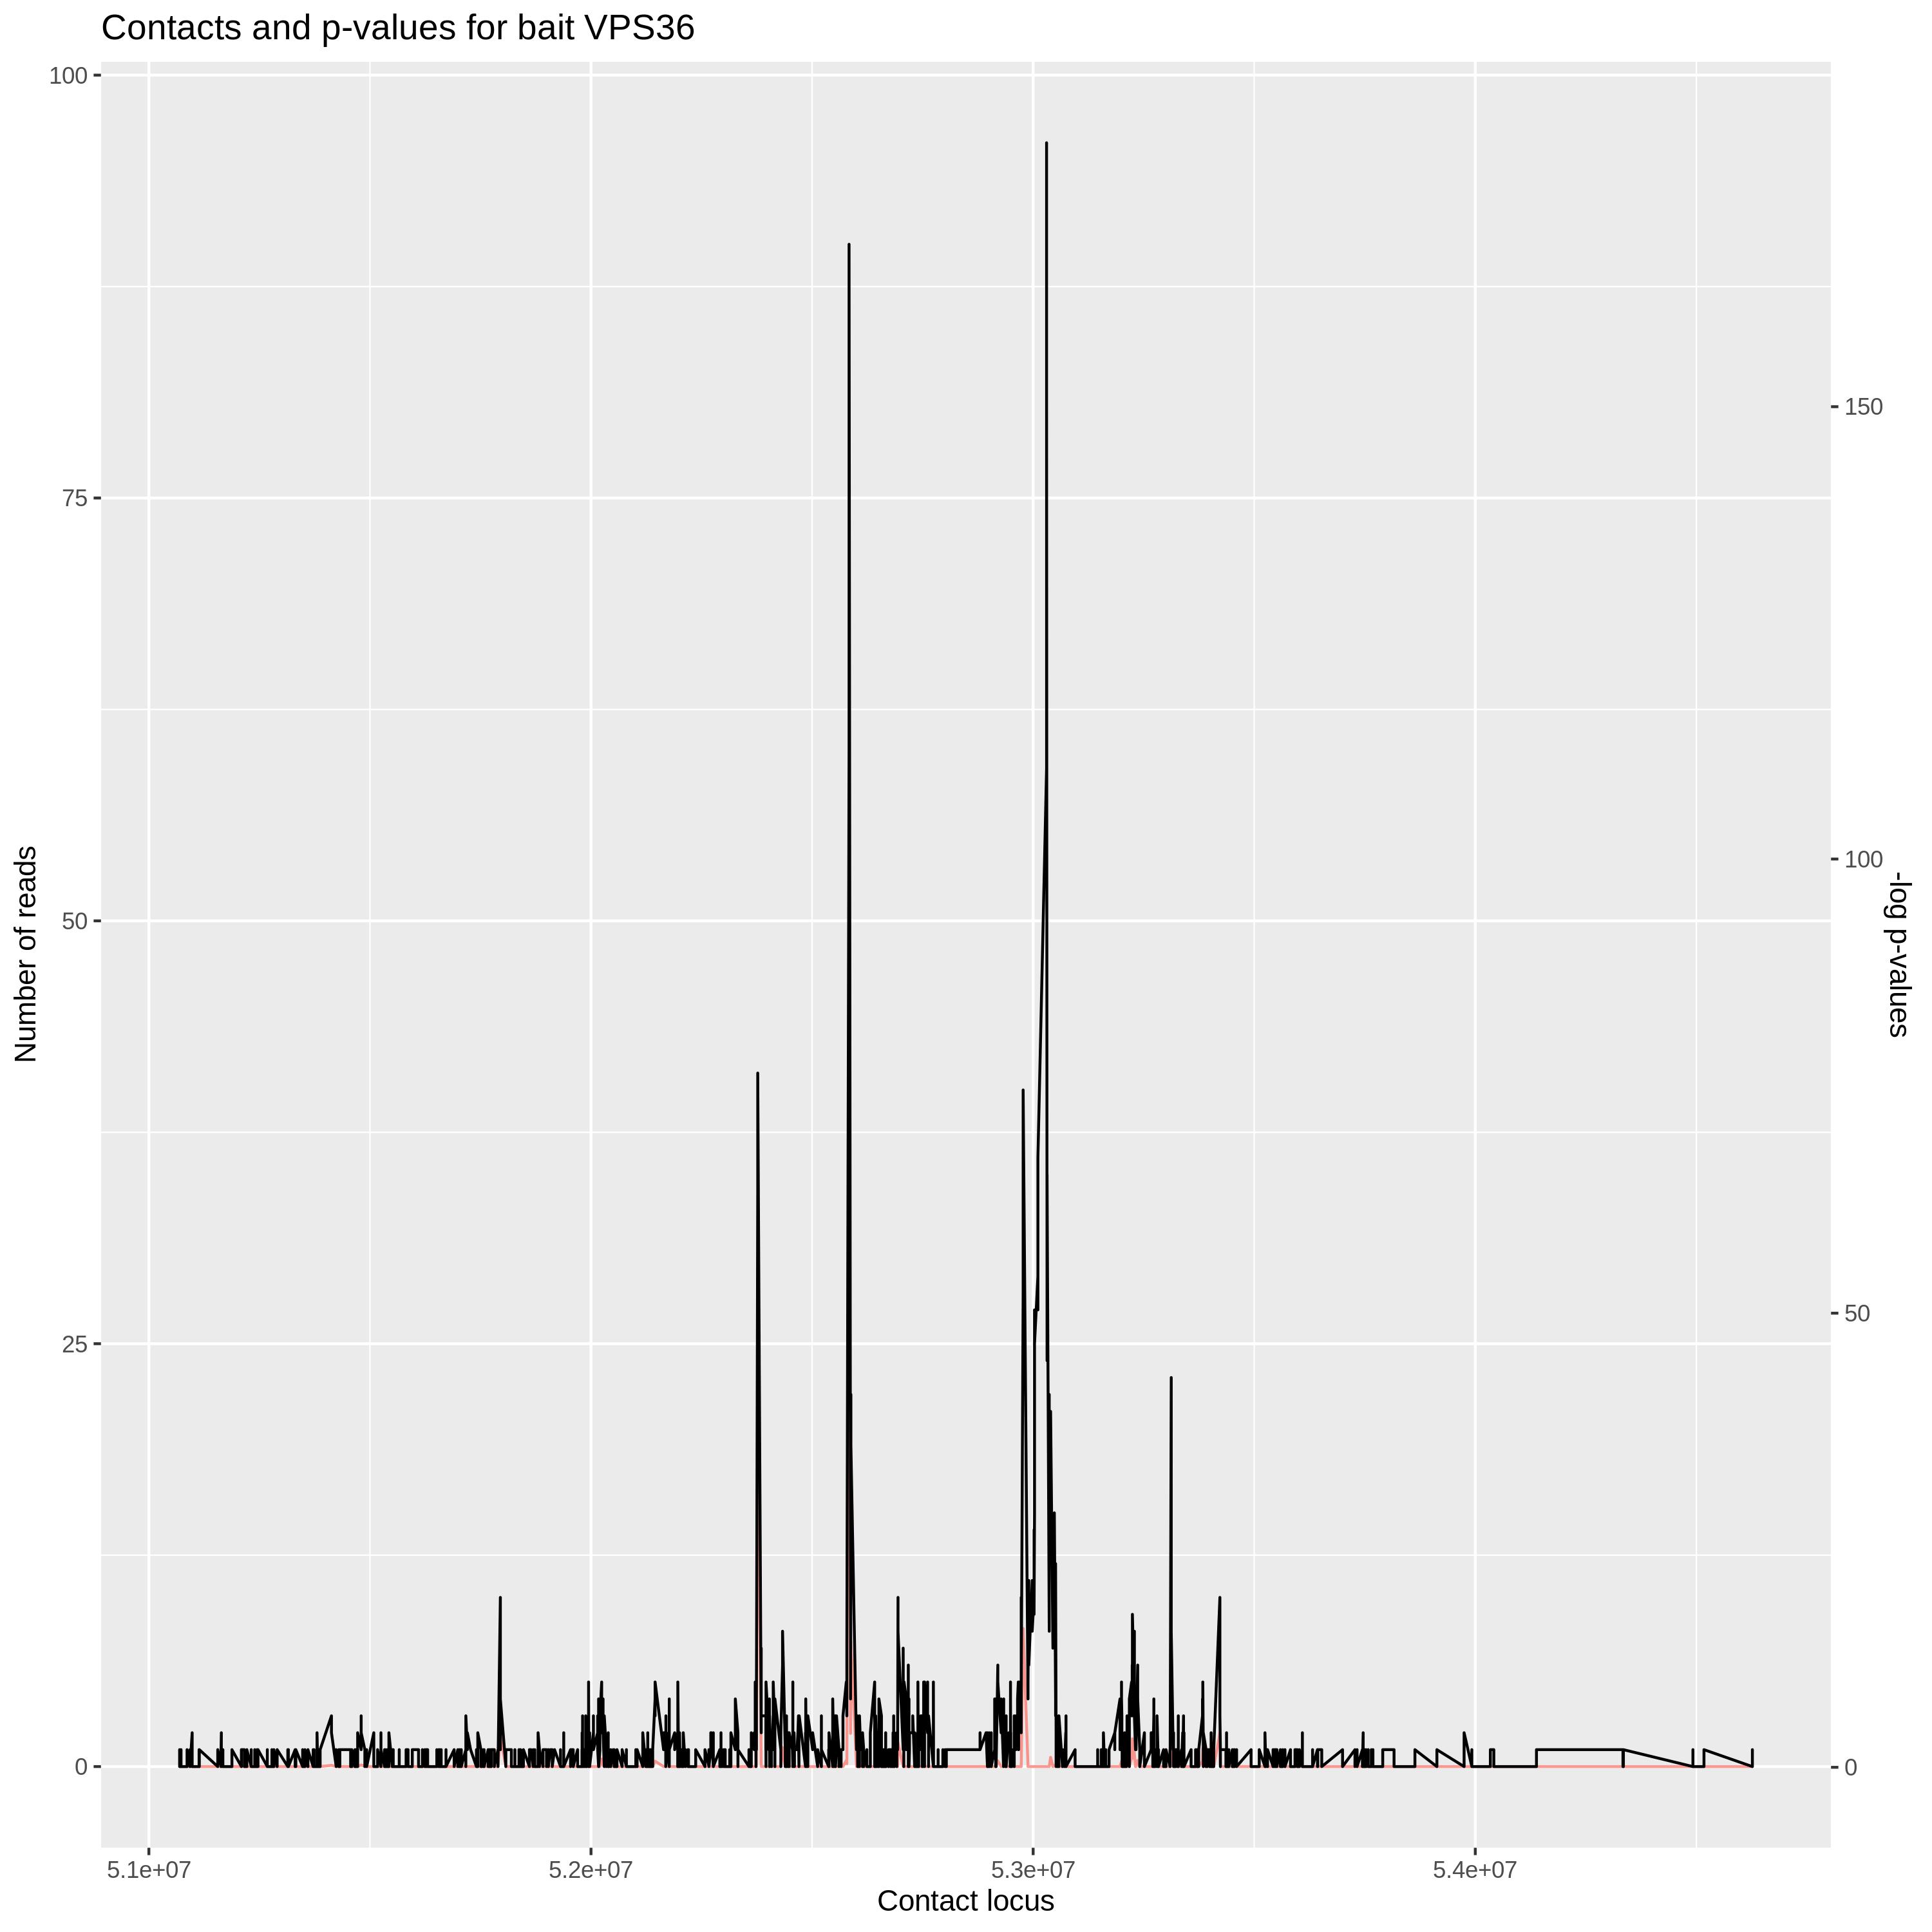 Contacts and p-values for bait VPS36
100
75
50
25
0
Number of reads
150
100
50
0
-log p-values
5.1e+07
5.2e+07
5.3e+07
5.4e+07
Contact locus